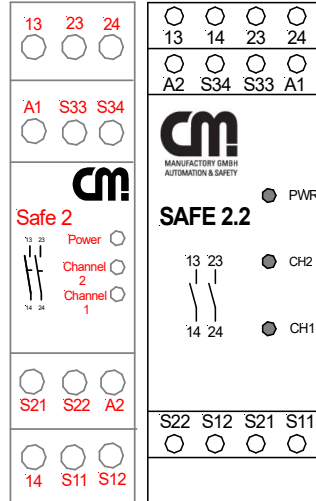 13 23 24
A1 S33 S34
CM!
Safe 2
13 23
Power
Channel
2
Channel
1
14 24
S21 S22 A2
14 S11 S12
13 14 23 24
A2 S34 S33 A1
CM!
MANUFACTORY GMBH
AUTOMATION & SAFETY
PWR
SAFE 2.2
13 23
CH2
14 24
CH1
S22 S12 S21 S11